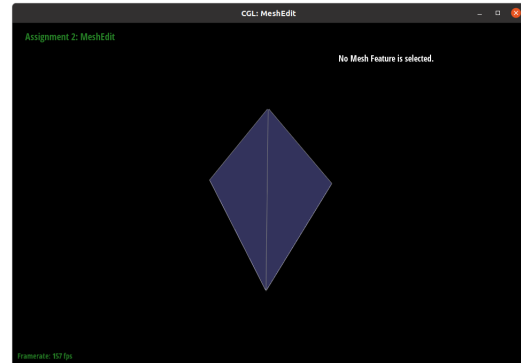 CGL: MeshEdit
Assignment 2: MeshEdit
No Mesh Feature is selected.
Framerate: 157 fps